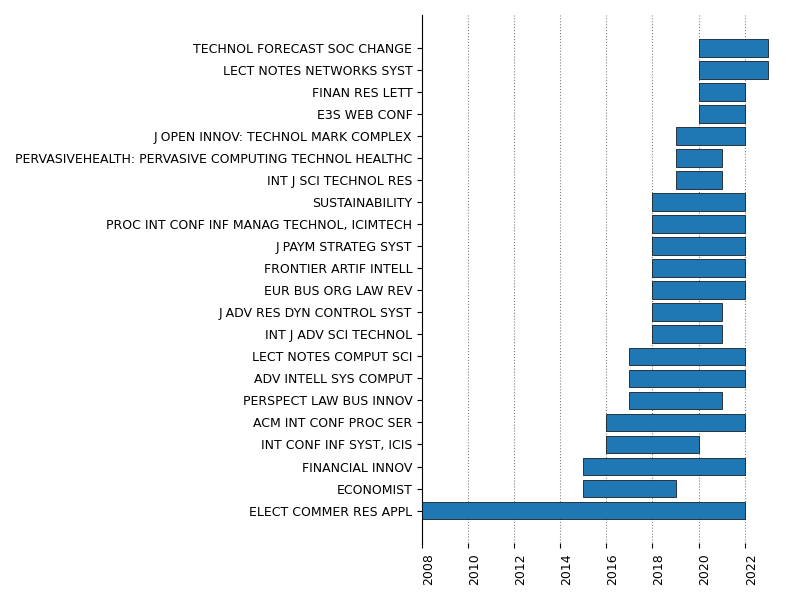 TECHNOL FORECAST SOC CHANGE
LECT NOTES NETWORKS SYST
FINAN RES LETT
E3S WEB CONF
J OPEN INNOV: TECHNOL MARK COMPLEX
PERVASIVEHEALTH: PERVASIVE COMPUTING TECHNOL HEALTHC
INT J SCI TECHNOL RES
SUSTAINABILITY
PROC INT CONF INF MANAG TECHNOL, ICIMTECH
J PAYM STRATEG SYST
FRONTIER ARTIF INTELL
EUR BUS ORG LAW REV
J ADV RES DYN CONTROL SYST
INT J ADV SCI TECHNOL
LECT NOTES COMPUT SCI
ADV INTELL SYS COMPUT
PERSPECT LAW BUS INNOV
ACM INT CONF PROC SER
INT CONF INF SYST, ICIS
FINANCIAL INNOV
ECONOMIST
ELECT COMMER RES APPL
2008
2010
2012
2014
2016
2018
2020
2022